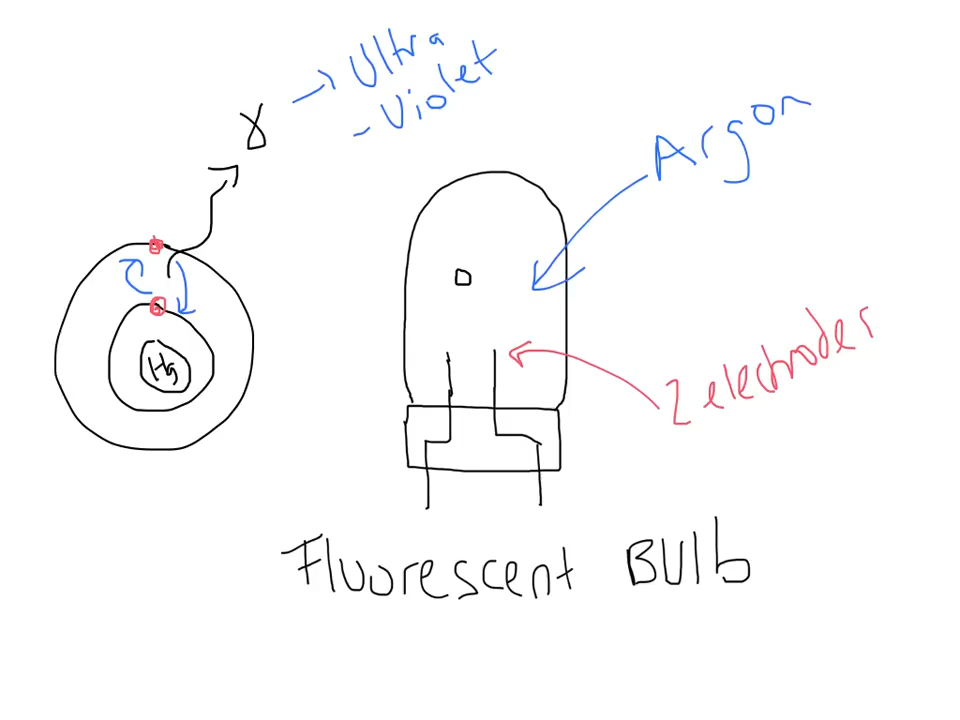 Ultra
-Violet
γ
Argon
Hg
2 electrodes
Fluorescent BUlb